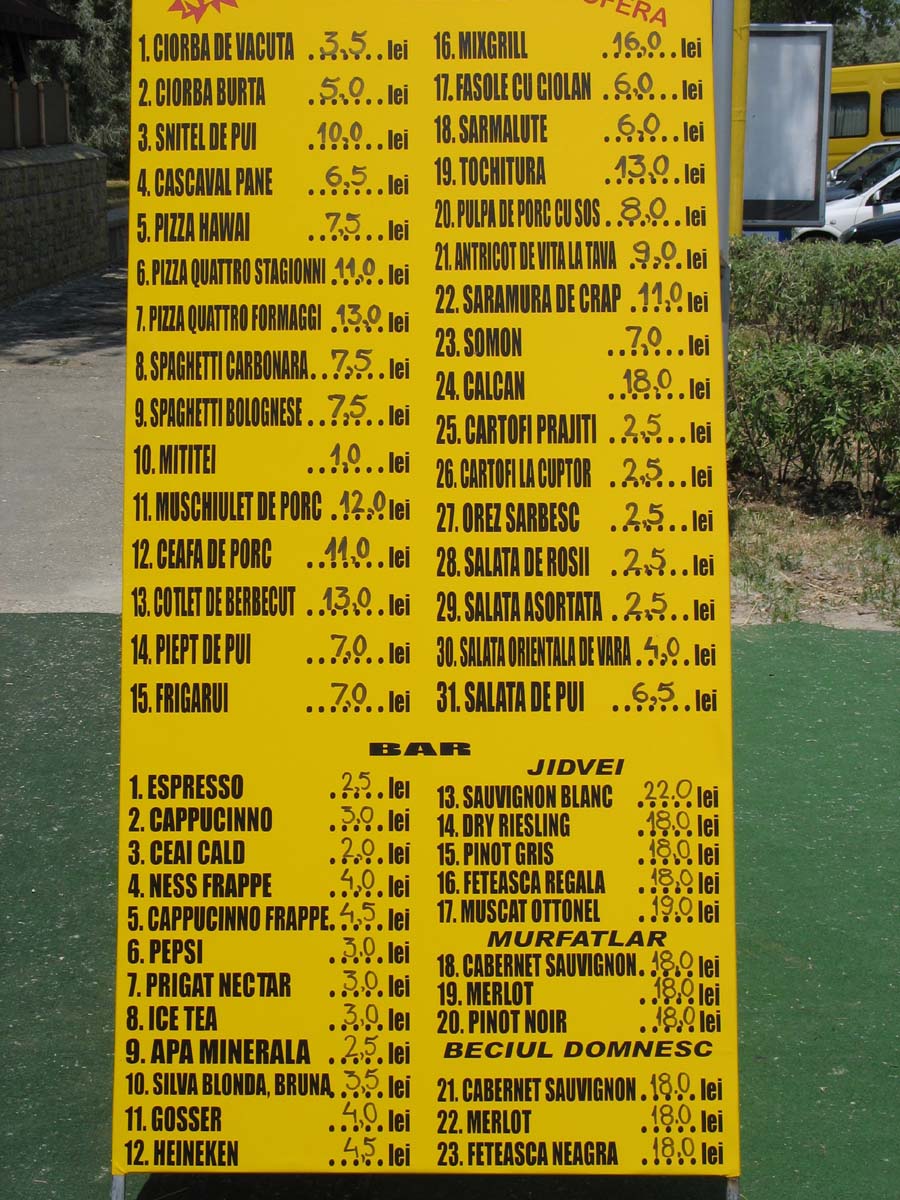 OFERA
1. CIORBA DE VACUTA 3,5 lei
2. CIORBA BURTA 5,0 lei
3. SNITEL DE PUI 10,0 lei
4. CASCAVAL PANE 6,5 lei
5. PIZZA HAWAI 7,5 lei
6. PIZZA QUATTRO STAGIONNI 11,0 lei
7. PIZZA QUATTRO FORMAGGI 13,0 lei
8. SPAGHETTI CARBONARA 7,5 lei
9. SPAGHETTI BOLOGNESE 7,5 lei
10. MITITEI 1,0 lei
11. MUSCHIULET DE PORC 12,0 lei
12. CEAFA DE PORC 11,0 lei
13. COTLET DE BERBECUT 13,0 lei
14. PIEPT DE PUI 7,0 lei
15. FRIGARUI 7,0 lei
16. MIXGRILL 16,0 lei
17. FASOLE CU CIOLAN 6,0 lei
18. SARMALUTE 6,0 lei
19. TOCHITURA 13,0 lei
20. PULPA DE PORC CU SOS 8,0 lei
21. ANTRICOT DE VITA LA TAVA 9,0 lei
22. SARAMURA DE CRAP 11,0 lei
23. SOMON 7,0 lei
24. CALCAN 18,0 lei
25. CARTOFI PRAJITI 2,5 lei
26. CARTOFI LA CUPTOR 2,5 lei
27. OREZ SARBESC 2,5 lei
28. SALATA DE ROSII 2,5 lei
29. SALATA ASORTATA 2,5 lei
30. SALATA ORIENTALA DE VARA 4,0 lei
31. SALATA DE PUI 6,5 lei
BAR
1. ESPRESSO 2,5 lei
2. CAPPUCINNO 3,0 lei
3. CEAI CALD 2,0 lei
4. NESS FRAPPE 4,0 lei
5. CAPPUCINNO FRAPPE 4,5 lei
6. PEPSI 3,0 lei
7. PRIGAT NECTAR 3,0 lei
8. ICE TEA 3,0 lei
9. APA MINERALA 2,5 lei
10. SILVA BLONDA, BRUNA 3,5 lei
11. GOSSER 4,0 lei
12. HEINEKEN 4,5 lei
JIDVEI
13. SAUVIGNON BLANC 22,0 lei
14. DRY RIESLING 18,0 lei
15. PINOT GRIS 18,0 lei
16. FETEASCA REGALA 18,0 lei
17. MUSCAT OTTONEL 19,0 lei
MURFATLAR
18. CABERNET SAUVIGNON 18,0 lei
19. MERLOT 18,0 lei
20. PINOT NOIR 18,0 lei
BECIUL DOMNESC
21. CABERNET SAUVIGNON 18,0 lei
22. MERLOT 18,0 lei
23. FETEASCA NEAGRA 18,0 lei